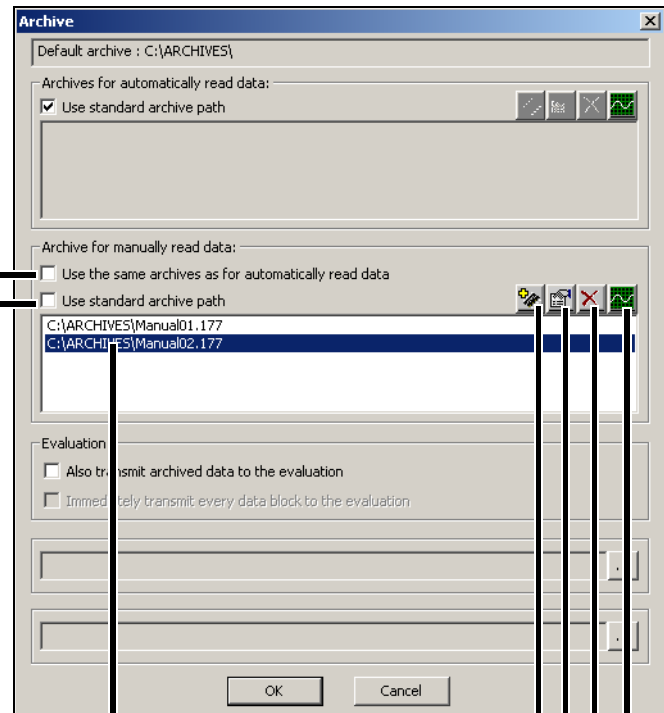 Archive
Default archive : C:\ARCHIVES\
Archives for automatically read data:
Use standard archive path
Archive for manually read data:
Use the same archives as for automatically read data
Use standard archive path
C:\ARCHIVES\Manual01.177
C:\ARCHIVES\Manual02.177
Evaluation
Also transmit archived data to the evaluation
Immediately transmit every data block to the evaluation
OK
Cancel